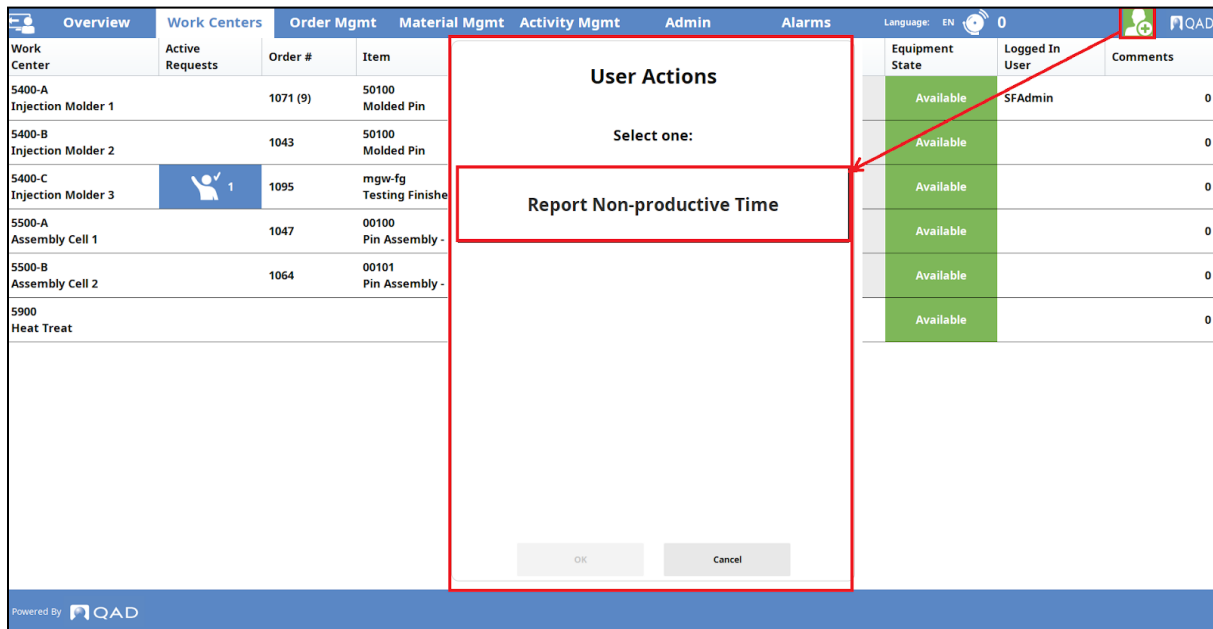 Overview Work Centers Order Mgmt Material Mgmt Activity Mgmt Admin Alarms Language: EN 0 QAD
Work Center Active Requests Order # Item Equipment State Logged In User Comments
5400-A
Injection Molder 1
1071 (9)
50100
Molded Pin
Available
SFAdmin
0
5400-B
Injection Molder 2
1043
50100
Molded Pin
Available
0
5400-C
Injection Molder 3
1
1095
mgw-fg
Testing Finishe
Available
0
5500-A
Assembly Cell 1
1047
00100
Pin Assembly -
Available
0
5500-B
Assembly Cell 2
1064
00101
Pin Assembly -
Available
0
5900
Heat Treat
Available
0
User Actions
Select one:
Report Non-productive Time
OK Cancel
Powered By QAD